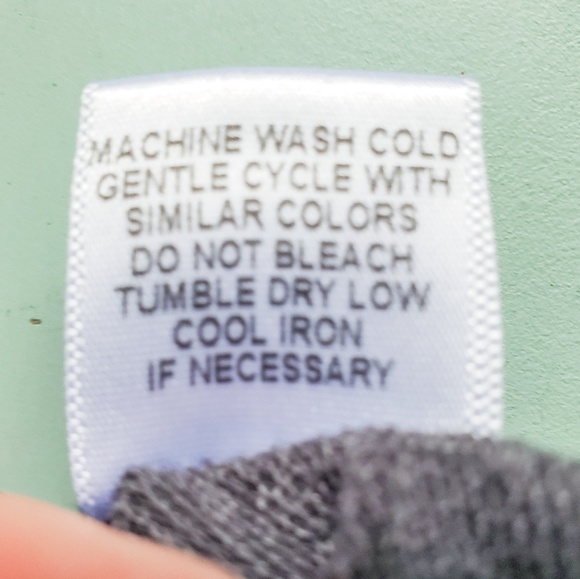 MACHINE WASH COLD
GENTLE CYCLE WITH
SIMILAR COLORS
DO NOT BLEACH
TUMBLE DRY LOW
COOL IRON
IF NECESSARY